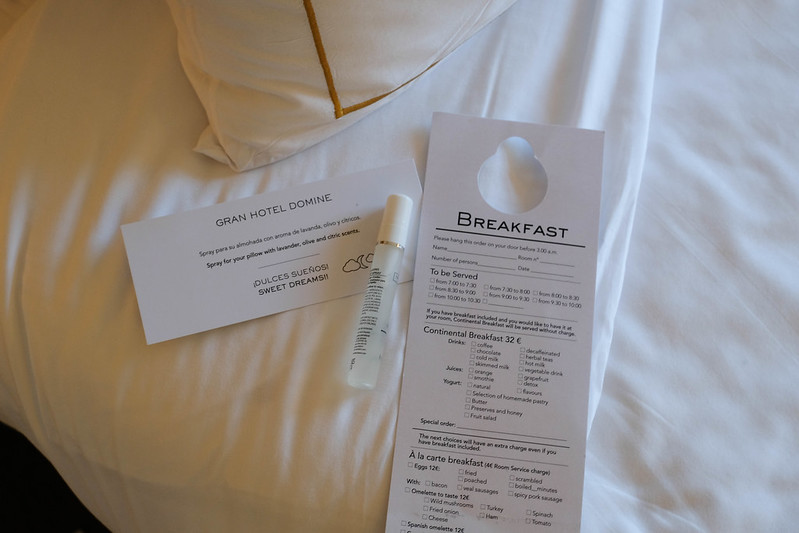 GRAN HOTEL DOMINE
Spray para su almohada con aroma de lavanda, olivo y cítricos.
Spray for your pillow with lavander, olive and citric scents.
¡DULCES SUEÑOS!
SWEET DREAMS!!
BREAKFAST
Please hang this order on your door before 3:00 a.m.
Name Room nº
Number of persons Date
To be Served
from 7:00 to 7:30 from 7:30 to 8:00 from 8:00 to 8:30
from 8:30 to 9:00 from 9:00 to 9:30 from 9:30 to 10:00
from 10:00 to 10:30
If you have breakfast included and you would like to have it at
your room, Continental Breakfast will be served without charge.
Continental Breakfast 32 €
Drinks: coffee decaffeinated
chocolate herbal teas
cold milk hot milk
skimmed milk vegetable drink
Juices: orange grapefruit
smothie detox
Yogurt: natural flavours
Selection of homemade pastry
Butter
Preserves and honey
Fruit salad
Special order:
The next choices will have an extra charge even if you
have breakfast included.
À la carte breakfast (4€ Room Service charge)
Eggs 12€: fried scrambled
poached boiled__minutes
With: bacon veal sausages spicy pork sausage
Omelette to taste 12€
Wild mushrooms Turkey Spinach
Fried onion Ham Tomato
Cheese
Spanish omelette 12€